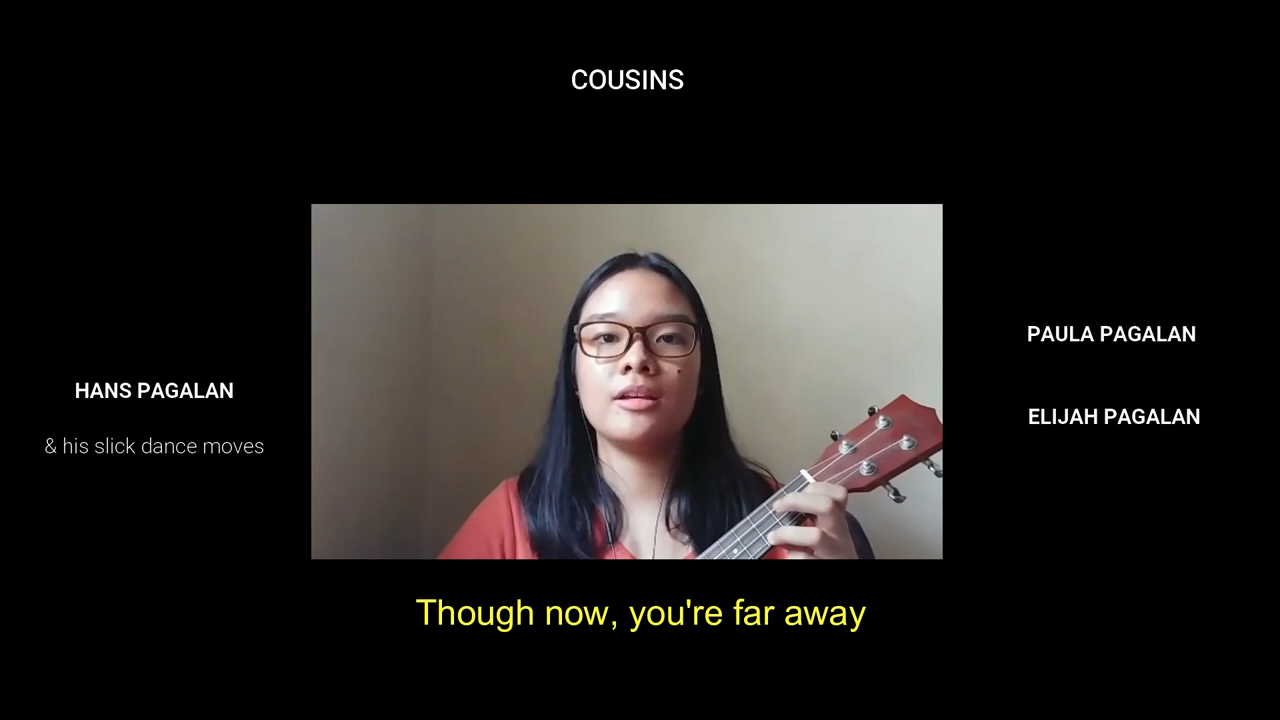 COUSINS
HANS PAGALAN
& his slick dance moves
PAULA PAGALAN
ELIJAH PAGALAN
Though now, you're far away